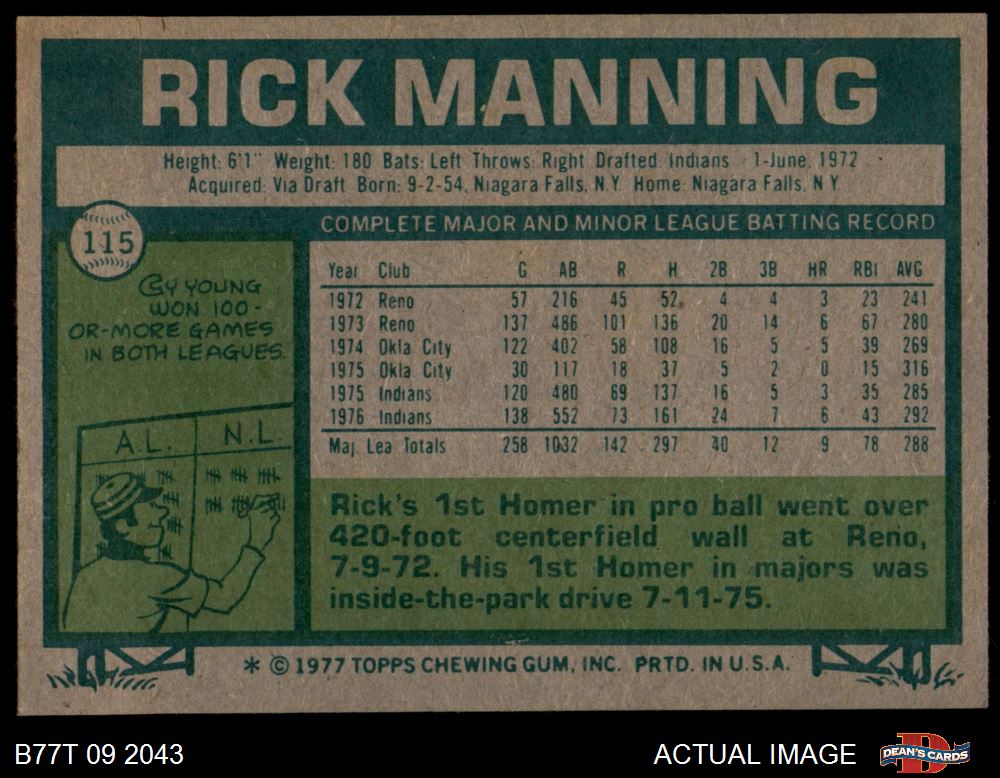 RICK MANNING
Height: 6'1" Weight: 180 Bats: Left Throws: Right Drafted Indians 1-June, 1972
Acquired: Via Draft Born: 9-2-54, Niagara Falls, N.Y. Home: Niagara Falls, N Y
115
COMPLETE MAJOR AND MINOR LEAGUE BATTING RECORD
CY YOUNG
WON 100-
OR-MORE GAMES
IN BOTH LEAGUES.
A.L. N.L.
Year Club G AB R H 2B 3B HR RBI AVG
1972 Reno 57 216 45 52 4 4 3 23 241
1973 Reno 137 486 101 136 20 14 6 67 280
1974 Okla City 122 402 58 108 16 5 5 39 269
1975 Okla City 30 117 18 37 5 2 0 15 316
1975 Indians 120 480 69 137 16 5 3 35 285
1976 Indians 138 552 73 161 24 7 6 43 292
Maj. Lea Totals 258 1032 142 297 40 12 9 78 288
Rick's 1st Homer in pro ball went over
420-foot centerfield wall at Reno,
7-9-72. His 1st Homer in majors was
inside-the-park drive 7-11-75.
* © 1977 TOPPS CHEWING GUM, INC. PRTD. IN U.S.A.
B77T 09 2043
ACTUAL IMAGE
D
DEAN'S CARDS